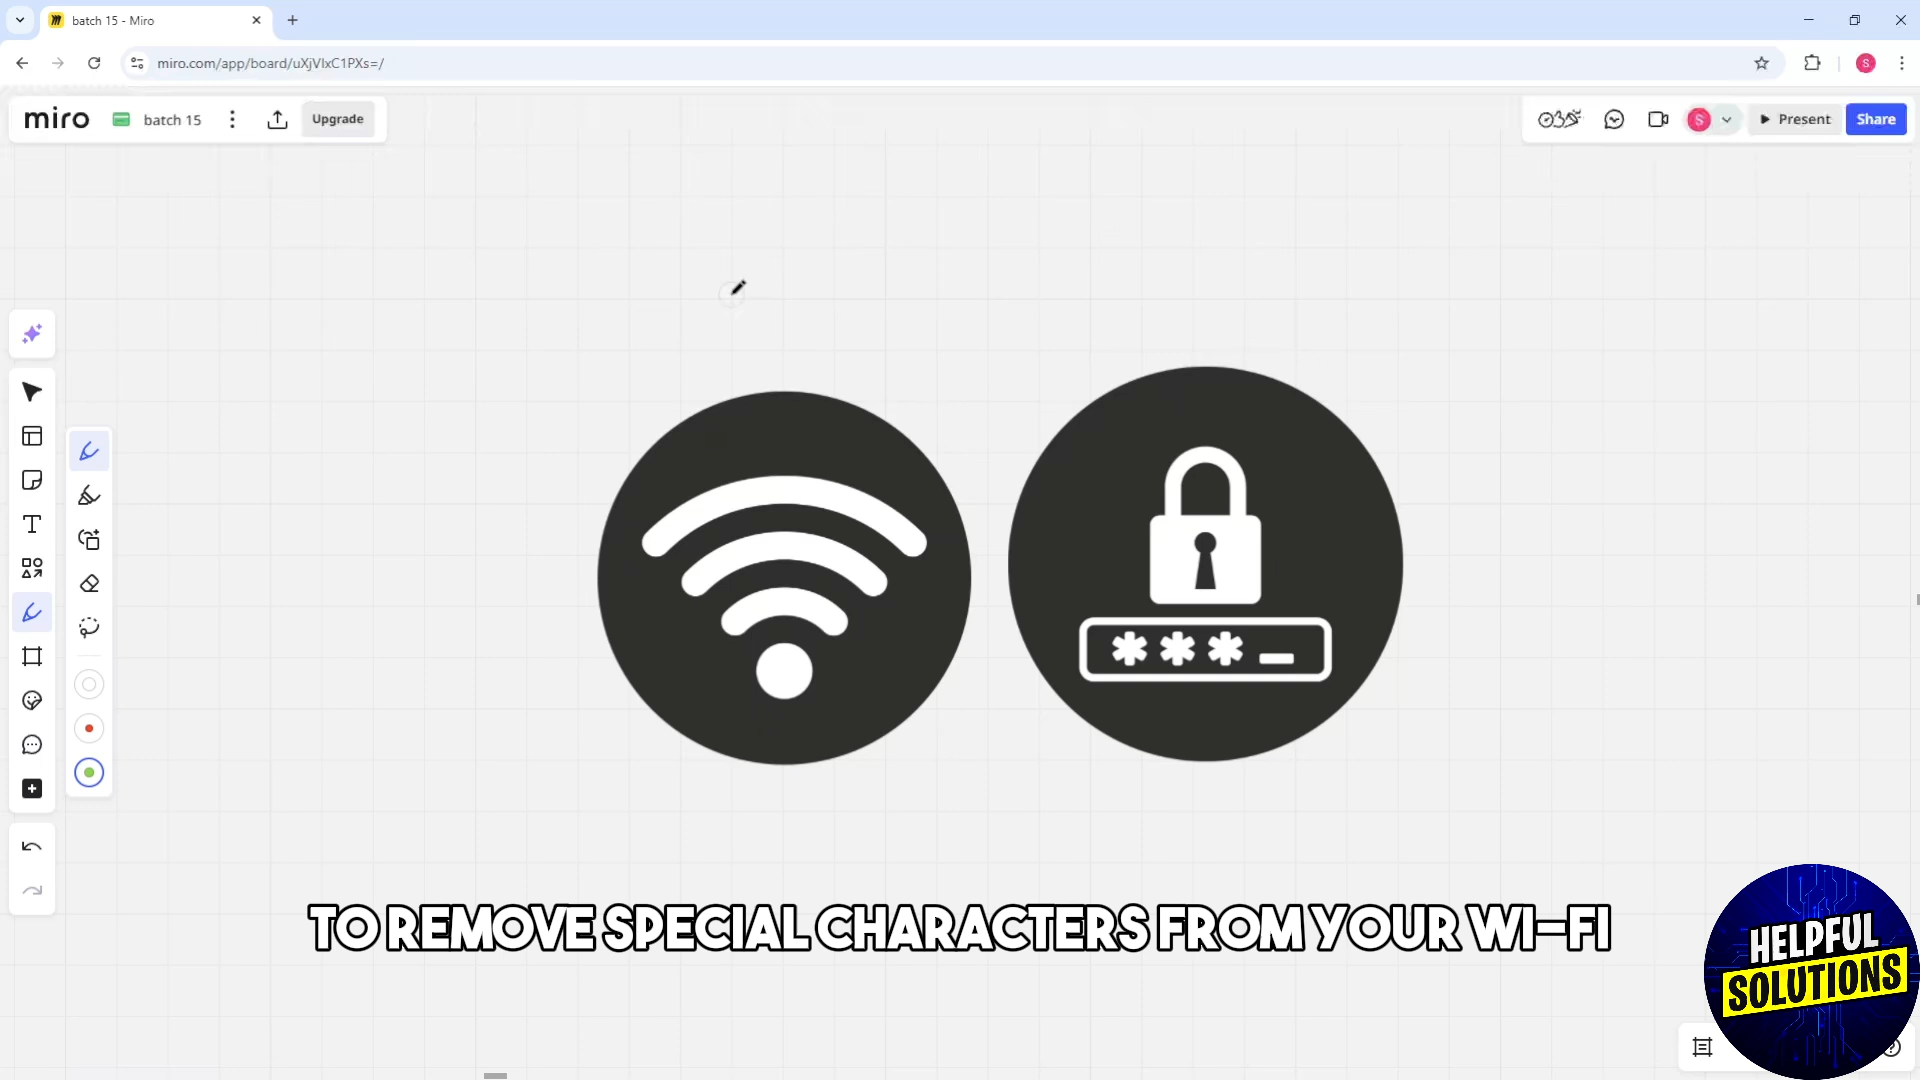 batch 15 - Miro
miro.com/app/board/uXjVIxC1PXs=/
S
miro
batch 15
Upgrade
S
Present
Share
***_
TO REMOVE SPECIAL CHARACTERS FROM YOUR WI-FI
HELPFUL
SOLUTIONS